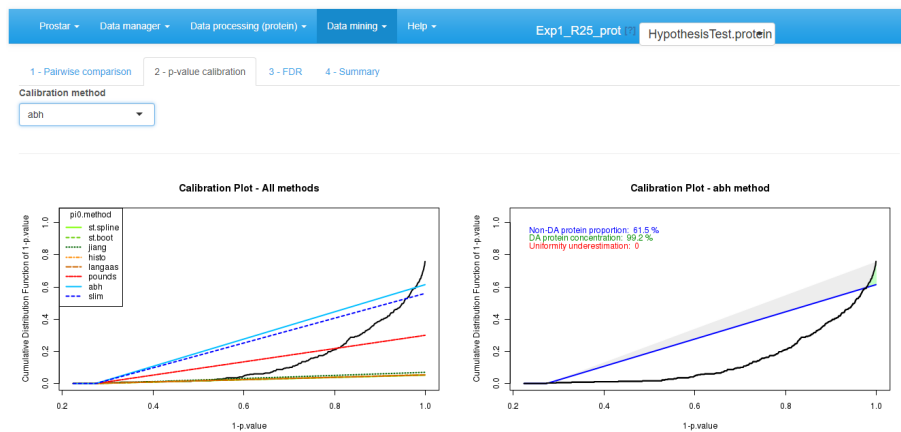 Prostar Data manager Data processing (protein) Data mining Help Exp1_R25_prot [?] HypothesisTest.protein
1 - Pairwise comparison 2 - p-value calibration 3 - FDR 4 - Summary
Calibration method
abh
Calibration Plot - All methods
Cumulative Distribution Function of 1-p.value
1.0
0.8
0.6
0.4
0.2
0.0
pi0.method
st.spline
st.boot
jiang
histo
langaas
pounds
abh
slim
0.2 0.4 0.6 0.8 1.0
1-p.value
Calibration Plot - abh method
Cumulative Distribution Function of 1-p.value
1.0
0.8
0.6
0.4
0.2
0.0
Non-DA protein proportion: 61.5 %
DA protein concentration: 99.2 %
Uniformity underestimation: 0
0.2 0.4 0.6 0.8 1.0
1-p.value